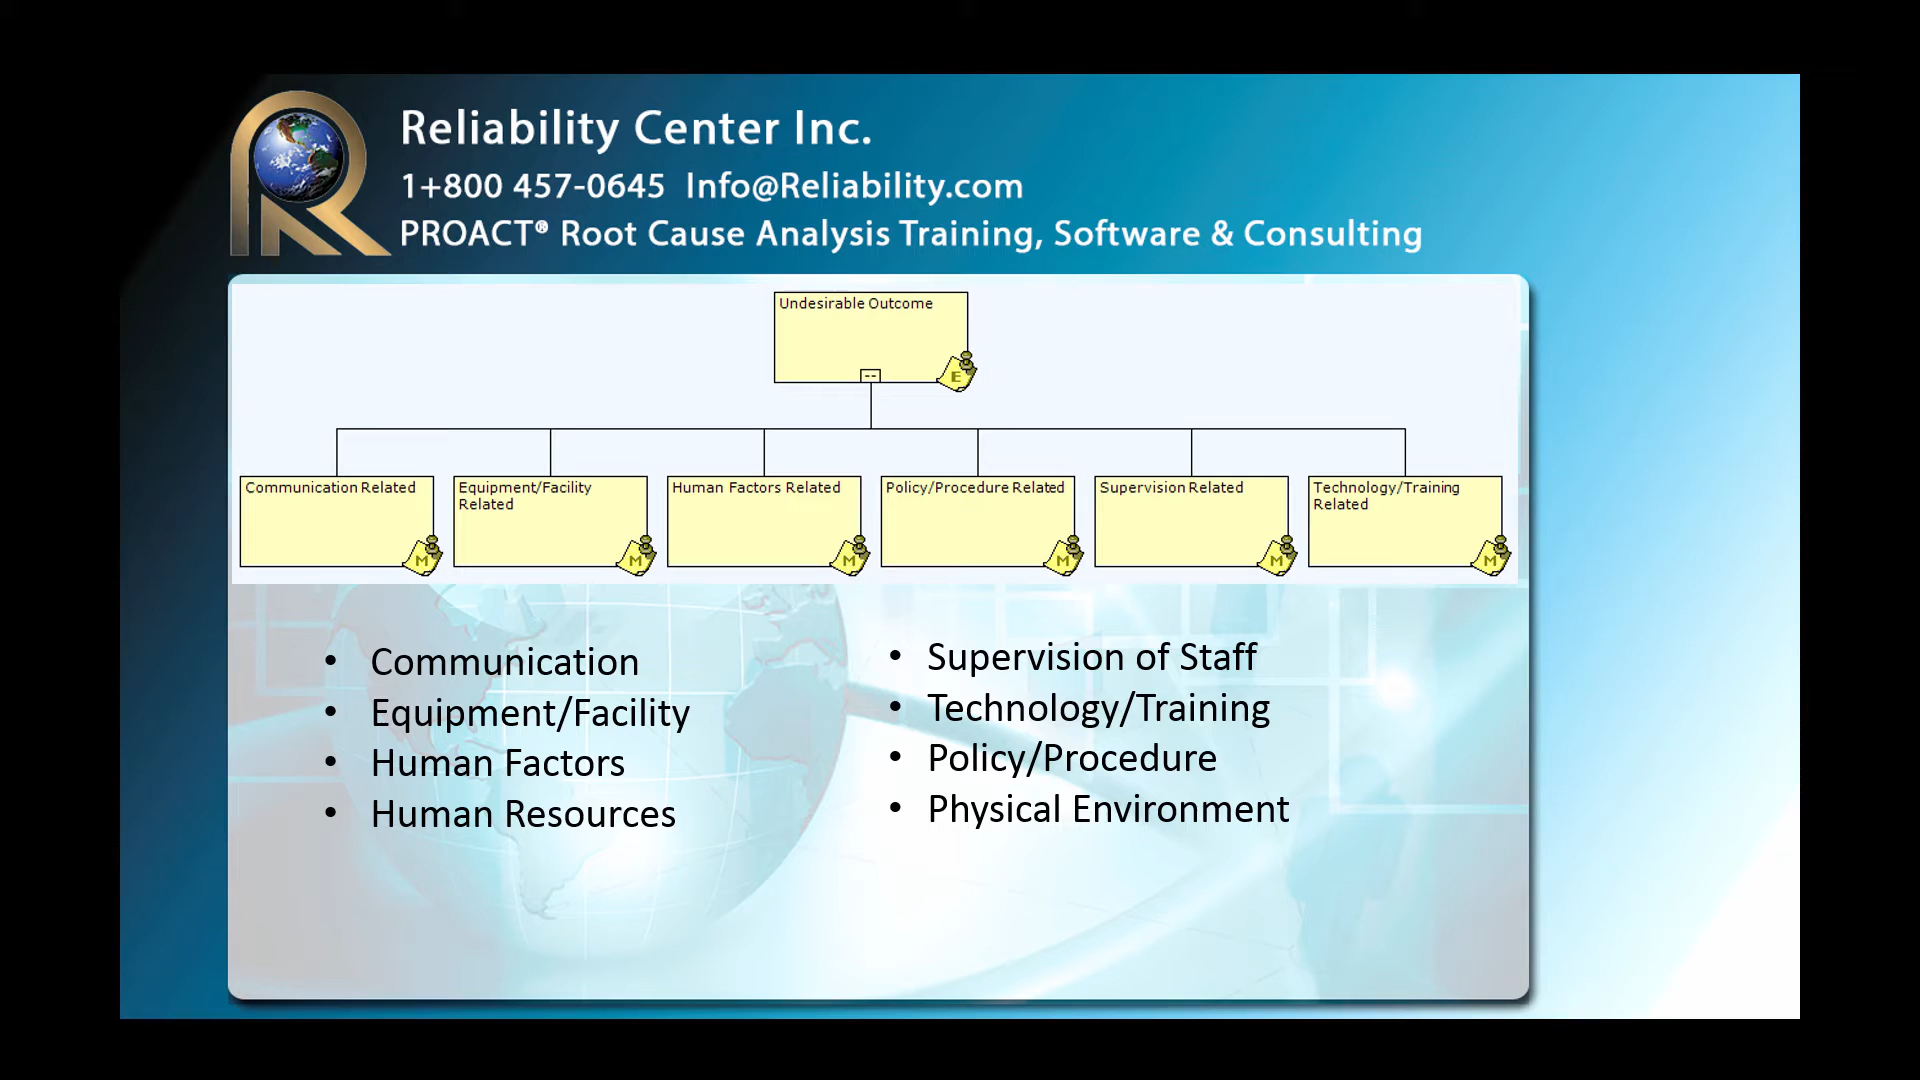 Reliability Center Inc.
1+800 457-0645 Info@Reliability.com
PROACT® Root Cause Analysis Training, Software & Consulting
Undesirable Outcome
--
E
Communication Related
M
Equipment/Facility
Related
M
Human Factors Related
M
Policy/Procedure Related
M
Supervision Related
M
Technology/Training
Related
M
• Communication
• Equipment/Facility
• Human Factors
• Human Resources
• Supervision of Staff
• Technology/Training
• Policy/Procedure
• Physical Environment